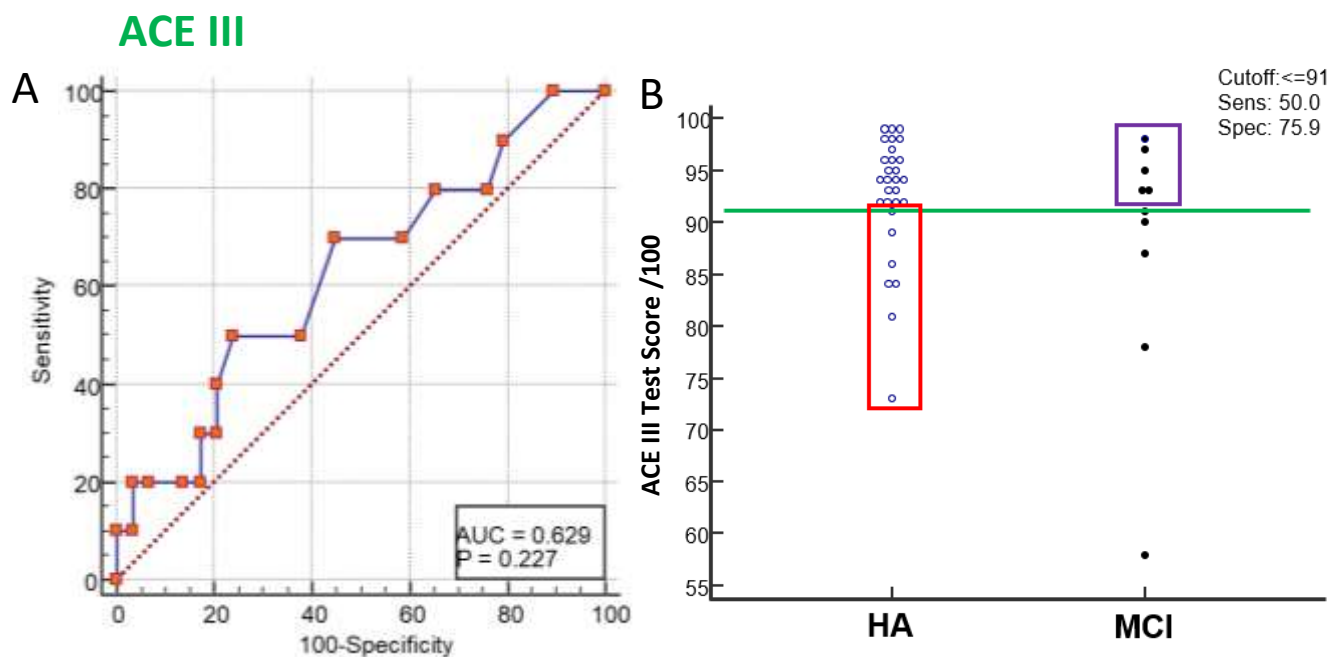 ACE III
A
100
80
60
40
20
0
Sensitivity
0 20 40 60 80 100
100-Specificity
AUC = 0.629
P = 0.227
B
Cutoff:<=91
Sens: 50.0
Spec: 75.9
100
95
90
85
80
75
70
65
60
55
ACE III Test Score /100
HA MCI